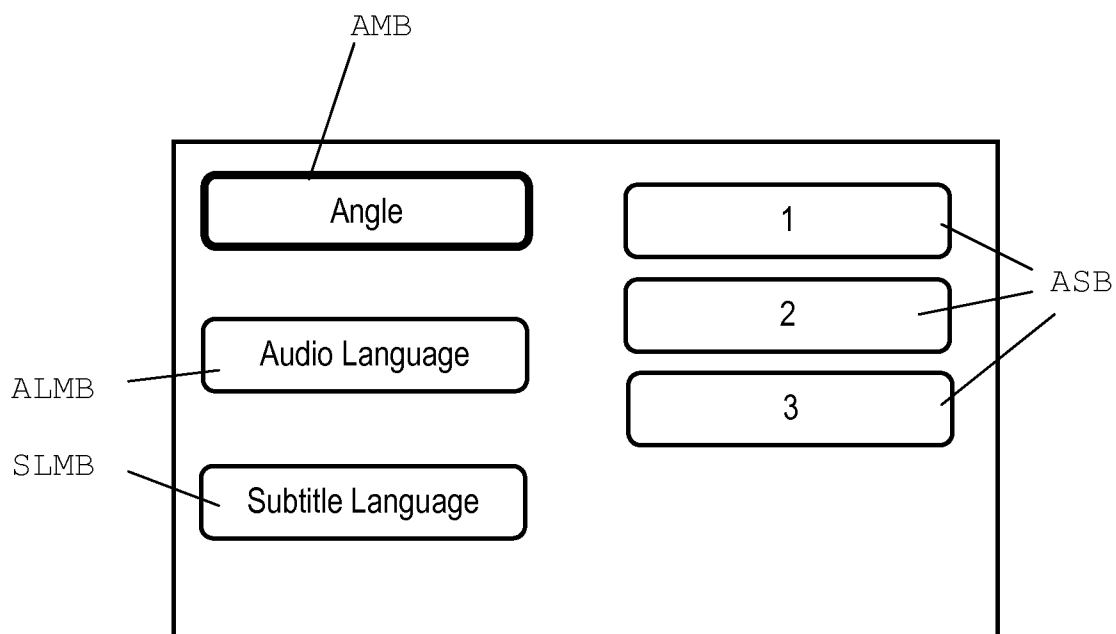 AMB
Angle
1
ASB
2
Audio Language
ALMB
3
SLMB
Subtitle Language